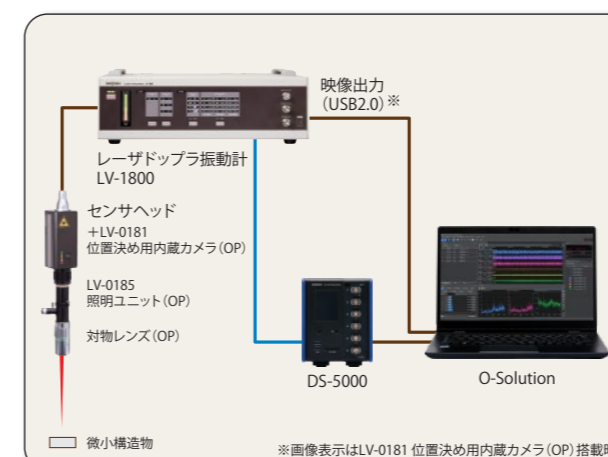 映像出力
（USB2.0）※
レーザドップラ振動計
LV-1800
センサヘッド
＋LV-0181
位置決め用内蔵カメラ（OP）
LV-0185
照明ユニット（OP）
対物レンズ（OP）
DS-5000
O-Solution
微小構造物
※画像表示はLV-0181 位置決め用内蔵カメラ（OP）搭載時